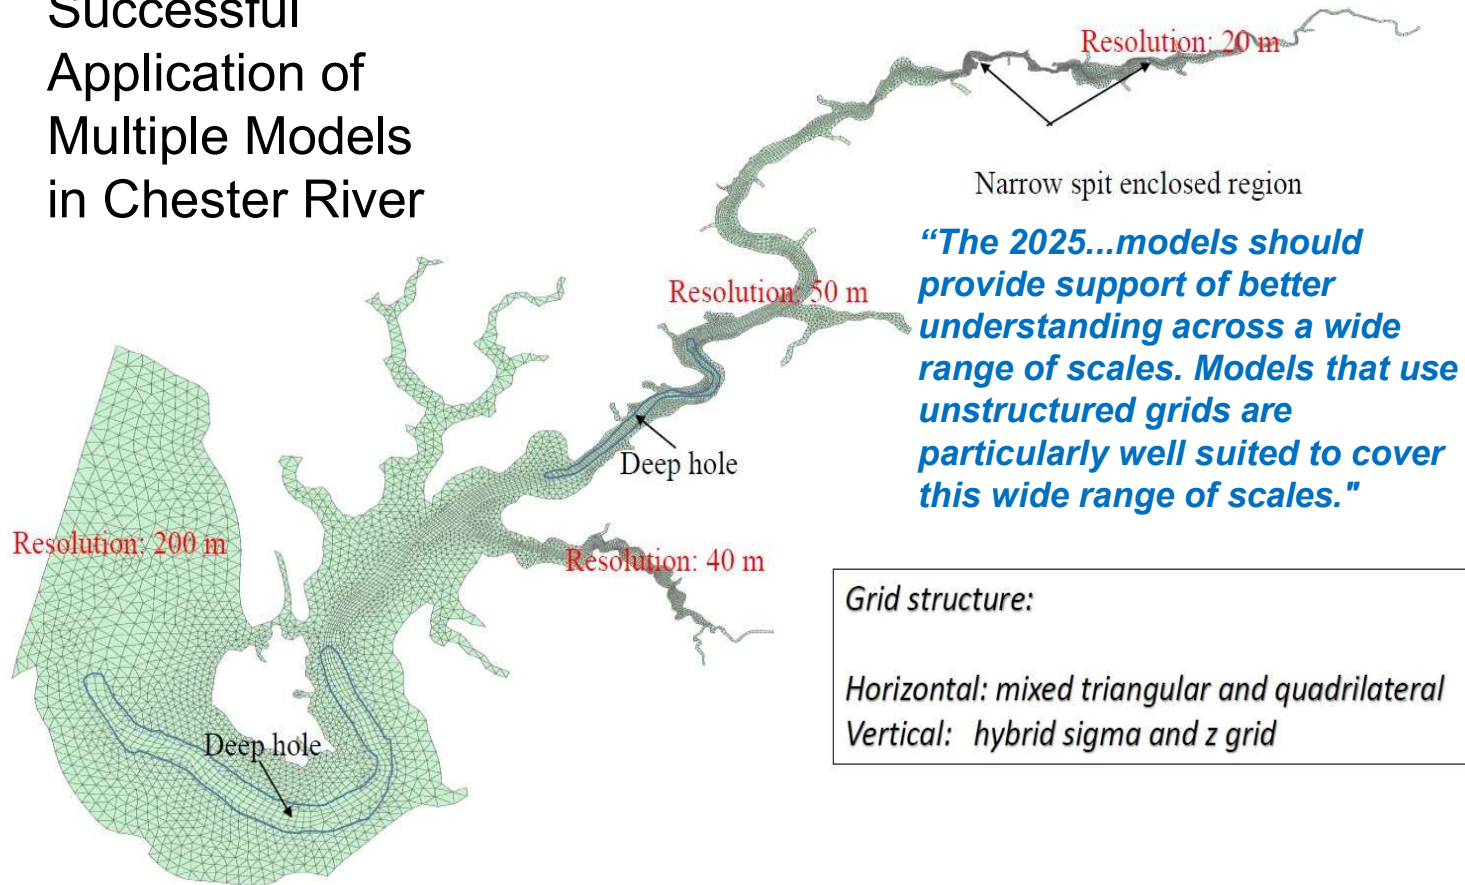 Successful
Application of
Multiple Models
in Chester River
Resolution: 20 m
Narrow spit enclosed region
“The 2025...models should
provide support of better
understanding across a wide
range of scales. Models that use
unstructured grids are
particularly well suited to cover
this wide range of scales."
Resolution: 50 m
Deep hole
Resolution: 200 m
Resolution: 40 m
Deep hole
Grid structure:
Horizontal: mixed triangular and quadrilateral
Vertical: hybrid sigma and z grid